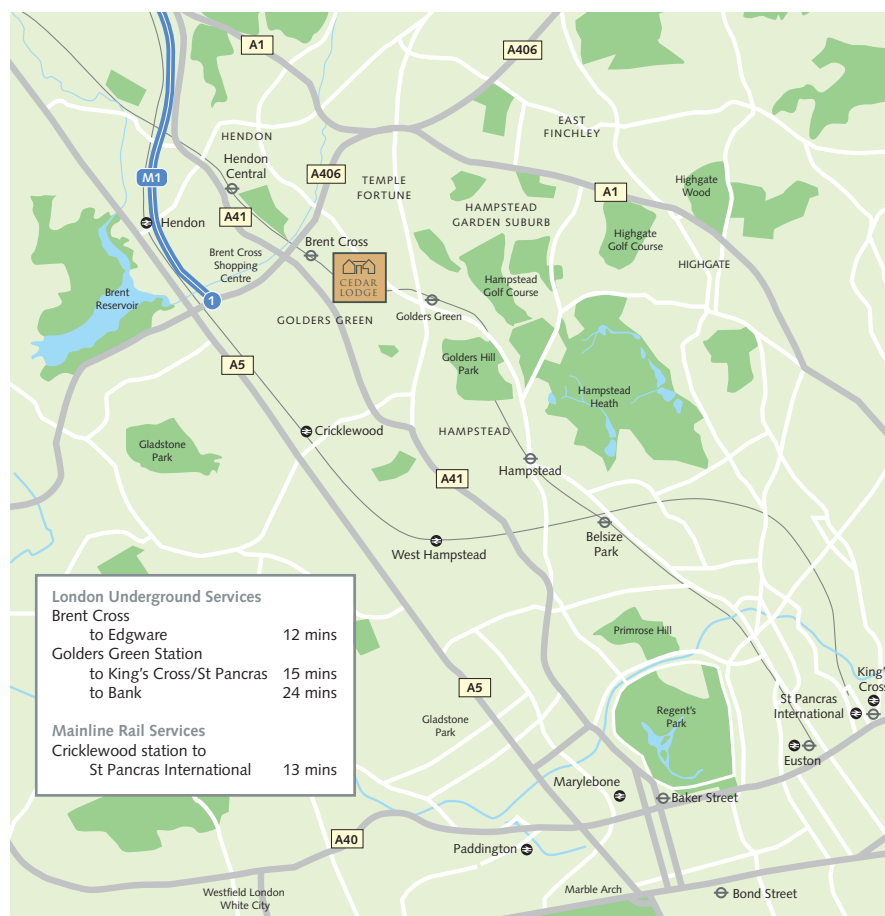 A1
A406
EAST
FINCHLEY
HENDON
Hendon
Central
A406
TEMPLE
FORTUNE
M1
Highgate
Wood
A1
HAMPSTEAD
GARDEN SUBURB
A41
Hendon
Brent Cross
Highgate
Golf Course
Brent Cross
Shopping
Centre
CEDAR
LODGE
HIGHGATE
Hampstead
Golf Course
Brent
Reservoir
1
GOLDERS GREEN
Golders Green
A5
Golders Hill
Park
Hampstead
Heath
Cricklewood
HAMPSTEAD
Gladstone
Park
Hampstead
A41
West Hampstead
Belsize
Park
London Underground Services
Brent Cross
to Edgware 12 mins
Golders Green Station
to King's Cross/St Pancras 15 mins
to Bank 24 mins
Mainline Rail Services
Cricklewood station to
St Pancras International 13 mins
Primrose Hill
A5
Gladstone
Park
Regent's
Park
King's
Cross
St Pancras
International
Euston
Marylebone
Baker Street
A40
Paddington
Westfield London
White City
Marble Arch
Bond Street